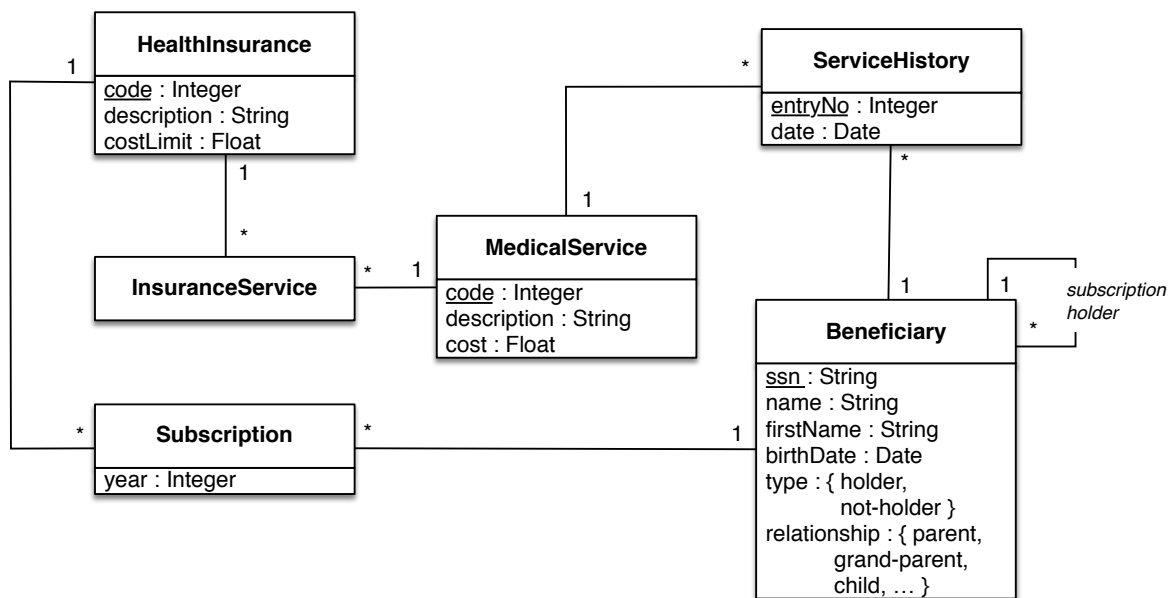 HealthInsurance
code : Integer
description : String
costLimit : Float
1
1
*
InsuranceService
*
1
MedicalService
code : Integer
description : String
cost : Float
1
*
ServiceHistory
entryNo : Integer
date : Date
*
1
1
*
subscription
holder
Beneficiary
ssn : String
name : String
firstName : String
birthDate : Date
type : { holder,
not-holder }
relationship : { parent,
grand-parent,
child, ... }
*
Subscription
year : Integer
*
1